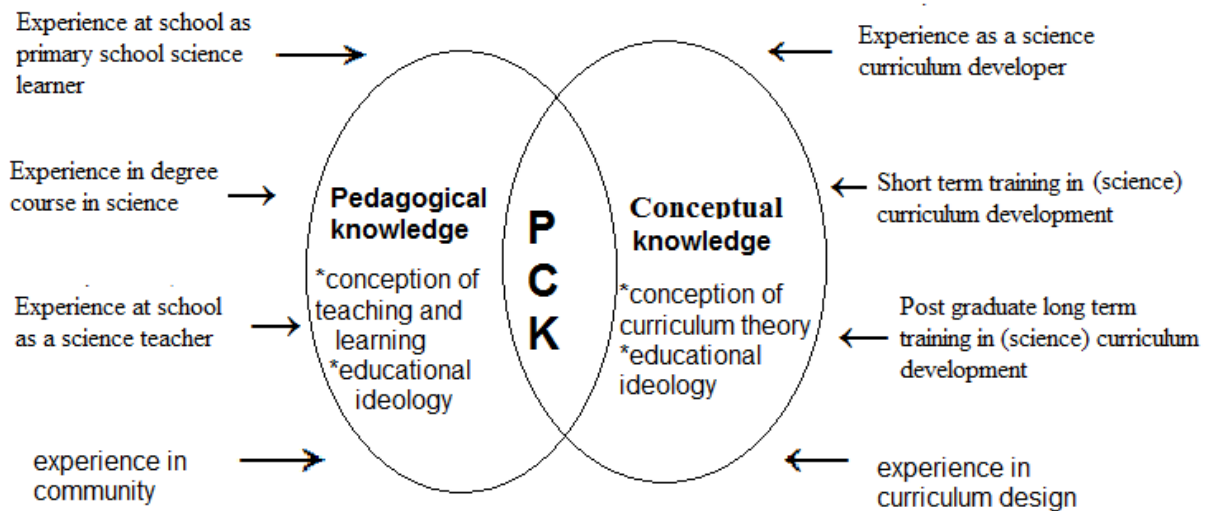 Experience at school as
primary school science
learner
Experience in degree
course in science
Experience at school
as a science teacher
experience in
community
Pedagogical
knowledge
*conception of
teaching and
learning
*educational
ideology
P
C
K
Conceptual
knowledge
*conception of
curriculum theory
*educational
ideology
Experience as a science
curriculum developer
Short term training in (science)
curriculum development
Post graduate long term
training in (science) curriculum
development
experience in
curriculum design